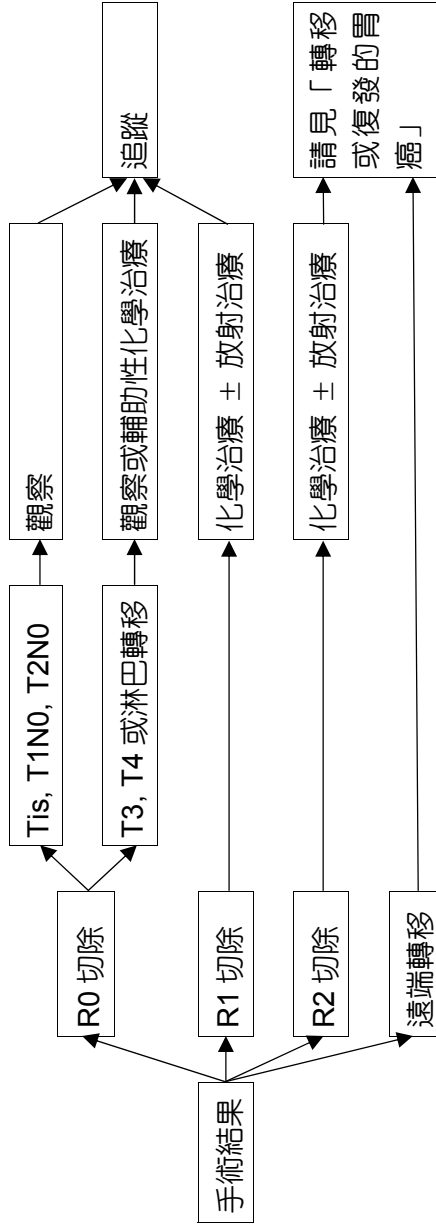 手術結果
R0 切除
R1 切除
R2 切除
遠端轉移
Tis, T1N0, T2N0
T3, T4 或淋巴轉移
觀察
觀察或輔助性化學治療
化學治療 ± 放射治療
化學治療 ± 放射治療
追蹤
請見「轉移
或復發的胃
癌」